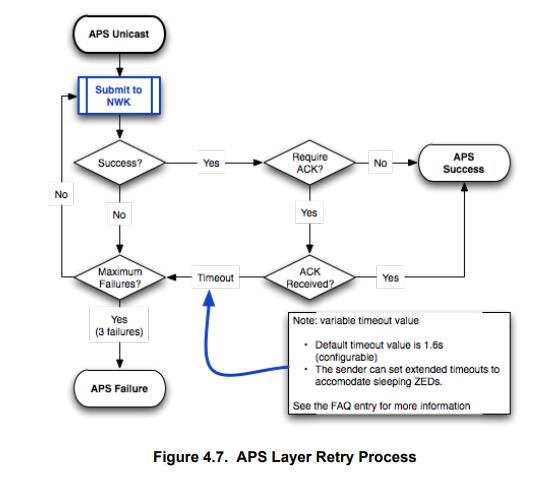 APS Unicast
Submit to
NWK
Success?
Yes
Require
ACK?
No
APS
Success
No
No
Yes
Maximum
Failures?
Timeout
ACK
Received?
Yes
Yes
(3 failures)
APS Failure
Note: variable timeout value
• Default timeout value is 1.6s
(configurable)
• The sender can set extended timeouts to
accomodate sleeping ZEDs.
See the FAQ entry for more information
Figure 4.7. APS Layer Retry Process